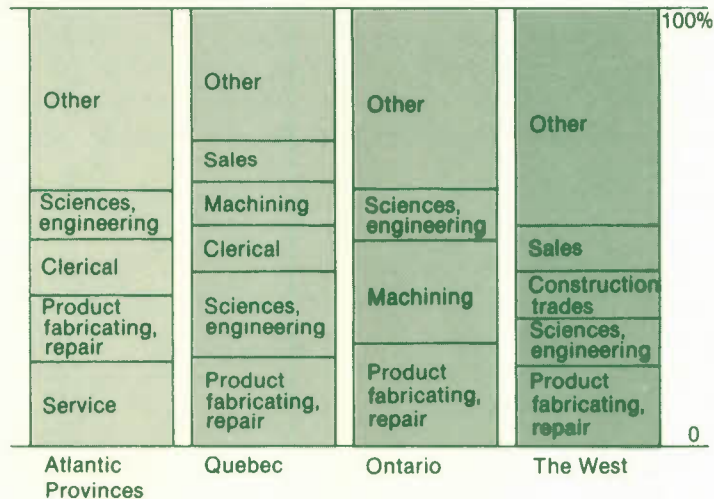 100%
Other
Sciences,
engineering
Clerical
Product
fabricating,
repair
Service
Other
Sales
Machining
Clerical
Sciences,
engineering
Product
fabricating,
repair
Other
Sciences,
engineering
Machining
Product
fabricating,
repair
Other
Sales
Construction
trades
Sciences,
engineering
Product
fabricating,
repair
0
Atlantic
Provinces
Quebec
Ontario
The West